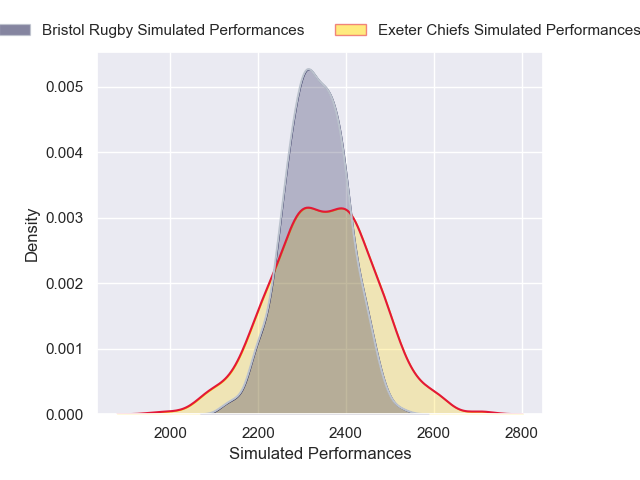 Bristol Rugby Simulated Performances
Exeter Chiefs Simulated Performances
0.005
0.004
0.003
0.002
0.001
0.000
Density
2000
2200
2400
2600
2800
Simulated Performances